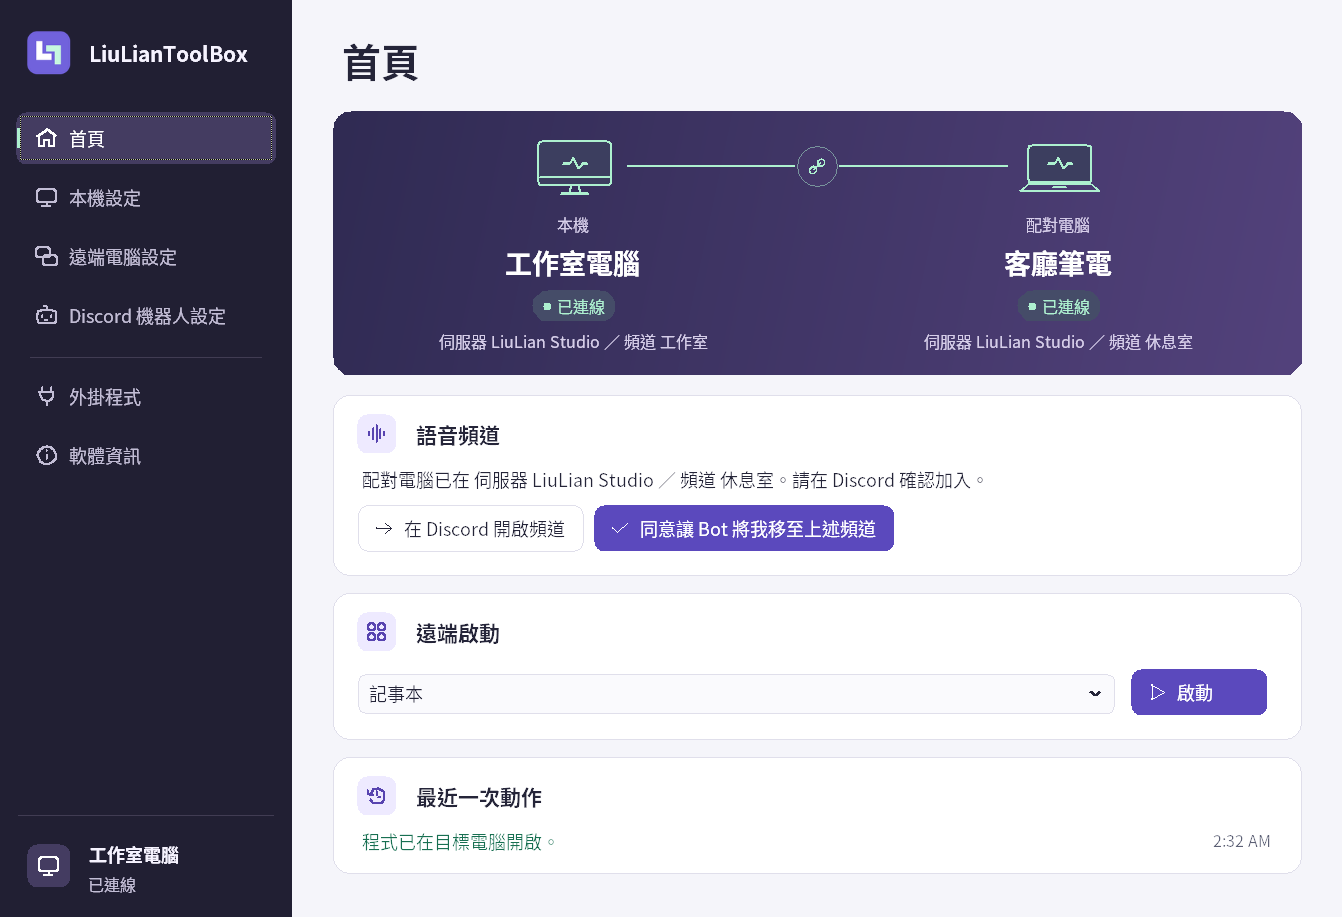 LiuLianToolBox
首頁
本機設定
遠端電腦設定
Discord 機器人設定
外掛程式
軟體資訊
工作室電腦
已連線
首頁
本機
工作室電腦
已連線
伺服器 LiuLian Studio ／ 頻道 工作室
配對電腦
客廳筆電
已連線
伺服器 LiuLian Studio ／ 頻道 休息室
語音頻道
配對電腦已在 伺服器 LiuLian Studio ／ 頻道 休息室。請在 Discord 確認加入。
在 Discord 開啟頻道
同意讓 Bot 將我移至上述頻道
遠端啟動
記事本
啟動
最近一次動作
程式已在目標電腦開啟。
2:32 AM